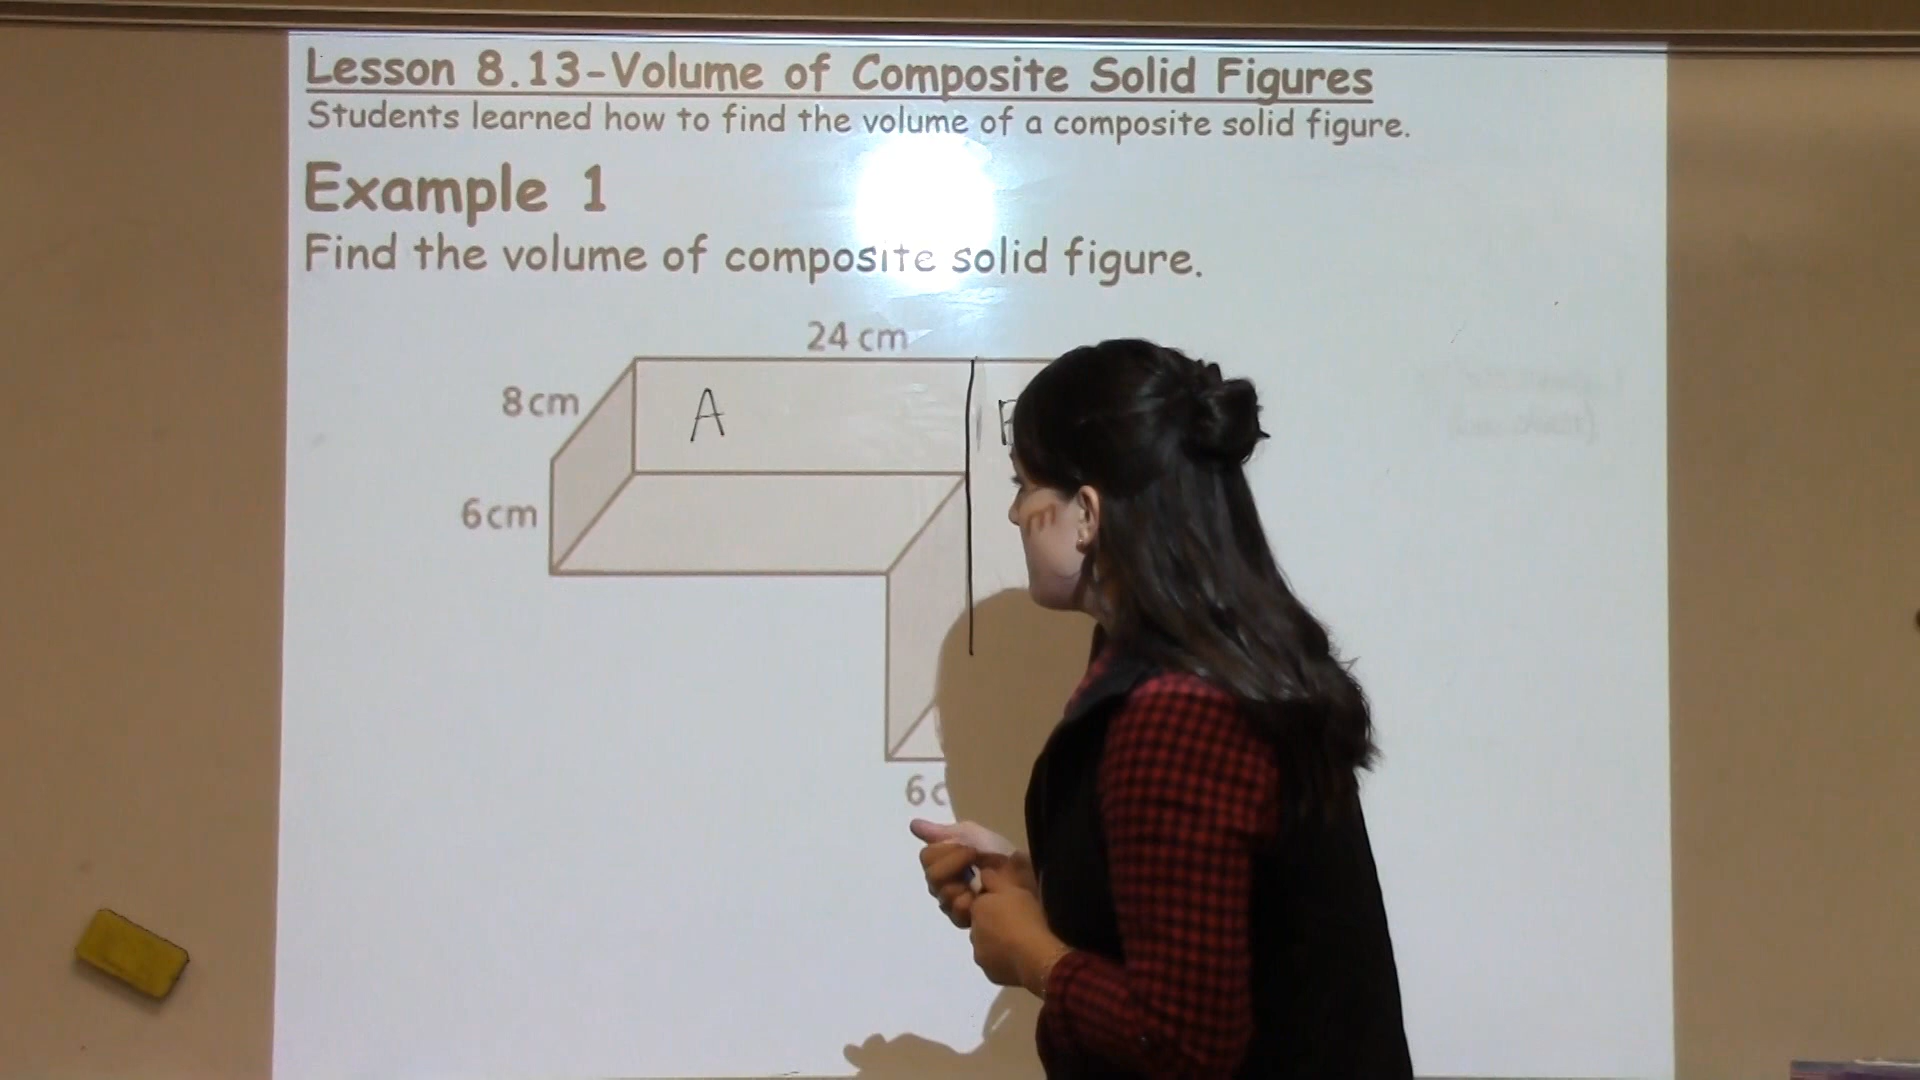 Lesson 8.13-Volume of Composite Solid Figures
Students learned how to find the volume of a composite solid figure.
Example 1
Find the volume of composite solid figure.
24 cm
8cm
A
6cm